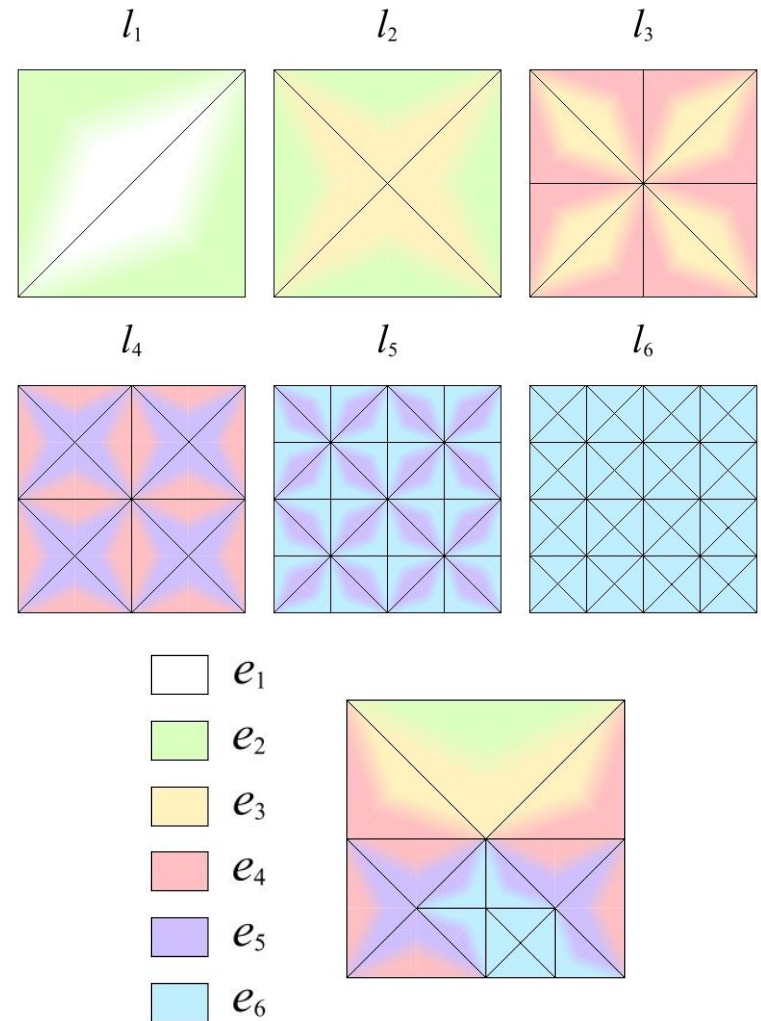 l₁ l₂ l₃
l₄ l₅ l₆
e₁
e₂
e₃
e₄
e₅
e₆